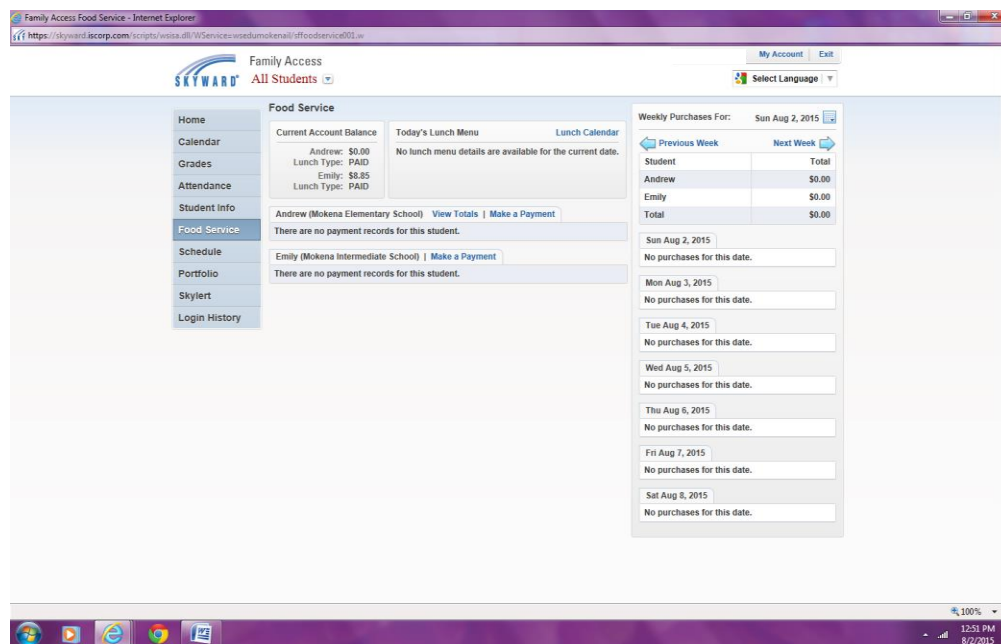 Family Access Food Service - Internet Explorer
https://skyward.iscorp.com/scripts/wsisa.dll/WService=wsedumokenail/sffoodservice001.w
SKYWARD
Family Access
All Students
My Account Exit
Select Language
Home
Calendar
Grades
Attendance
Student Info
Food Service
Schedule
Portfolio
Skylert
Login History
Food Service
Current Account Balance
Andrew: $0.00
Lunch Type: PAID
Emily: $8.85
Lunch Type: PAID
Today's Lunch Menu Lunch Calendar
No lunch menu details are available for the current date.
Andrew (Mokena Elementary School) View Totals | Make a Payment
There are no payment records for this student.
Emily (Mokena Intermediate School) | Make a Payment
There are no payment records for this student.
Weekly Purchases For: Sun Aug 2, 2015
Previous Week Next Week
Student Total
Andrew $0.00
Emily $0.00
Total $0.00
Sun Aug 2, 2015
No purchases for this date.
Mon Aug 3, 2015
No purchases for this date.
Tue Aug 4, 2015
No purchases for this date.
Wed Aug 5, 2015
No purchases for this date.
Thu Aug 6, 2015
No purchases for this date.
Fri Aug 7, 2015
No purchases for this date.
Sat Aug 8, 2015
No purchases for this date.
100%
12:51 PM
8/2/2015